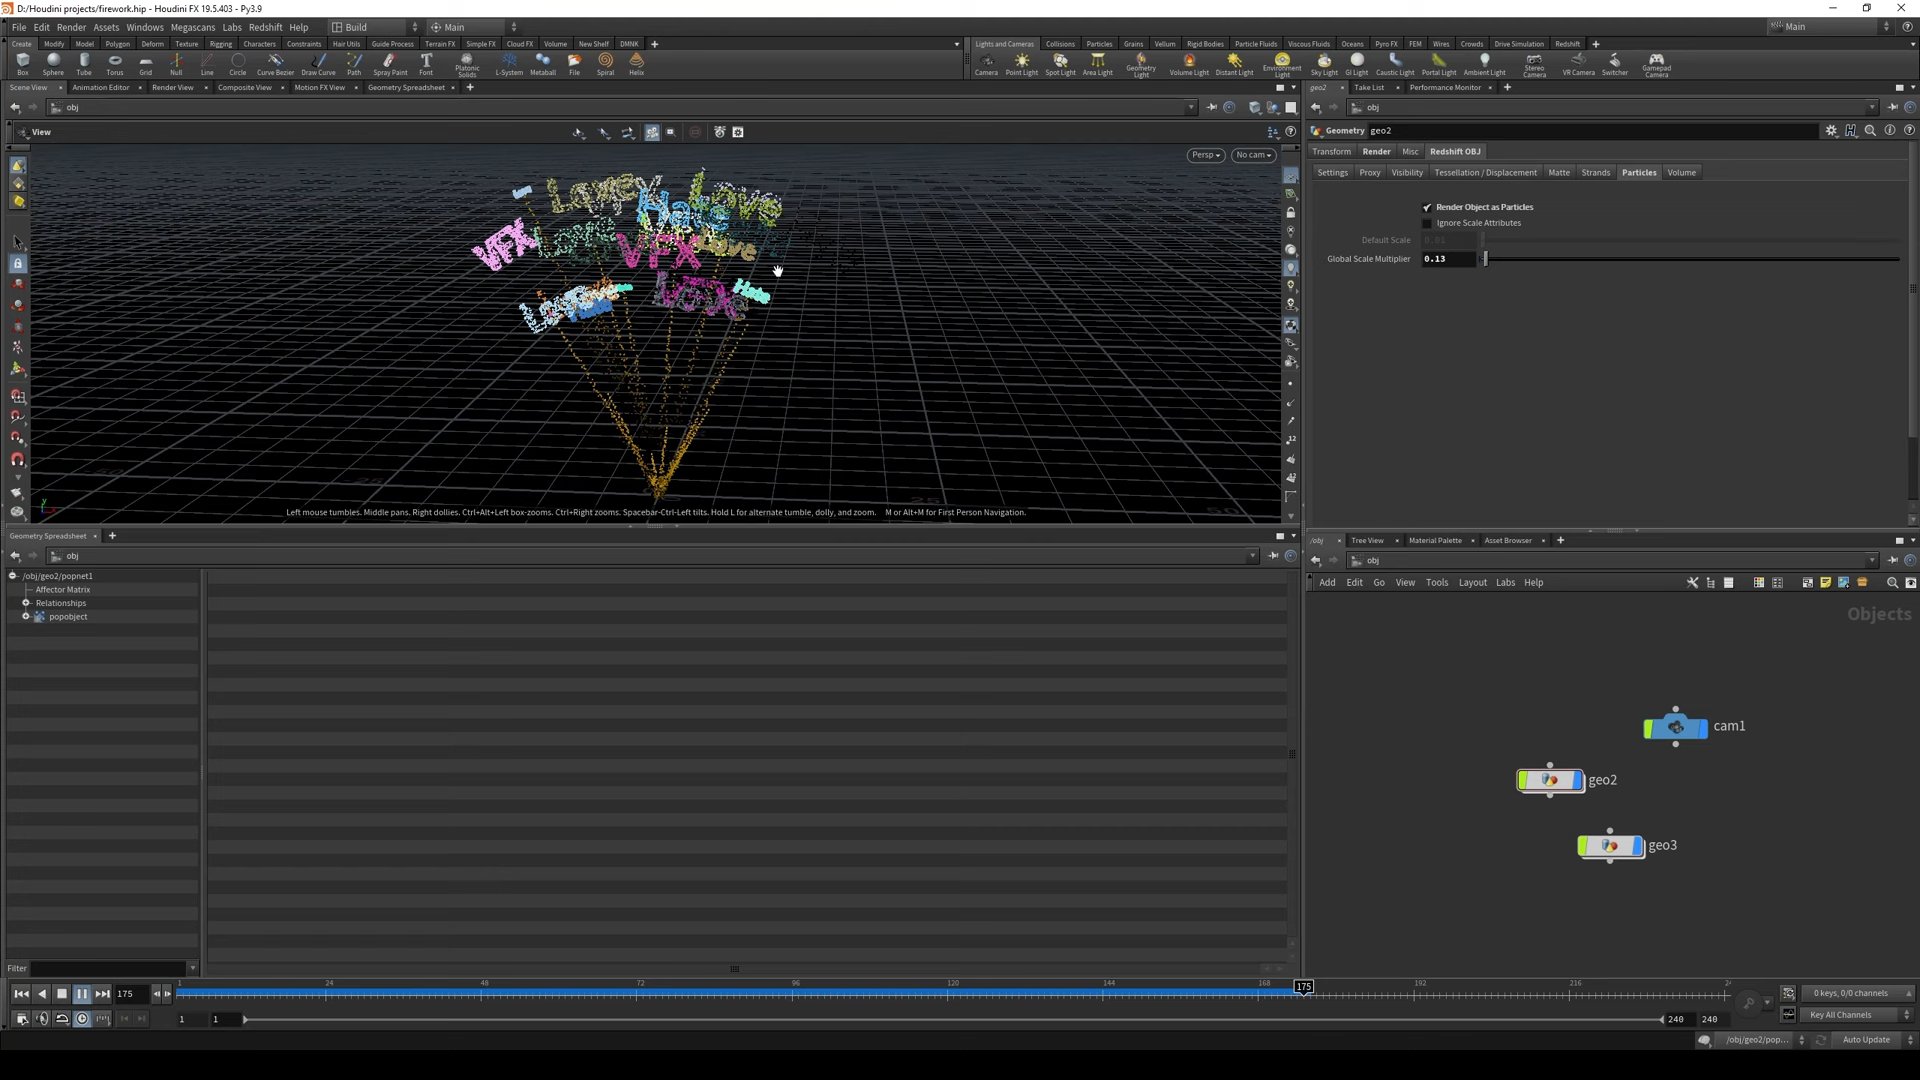 D:/Houdini projects/firework.hip - Houdini FX 19.5.403 - Py3.9
File Edit Render Assets Windows Megascans Labs Redshift Help Build Main Main
Create Modify Model Polygon Deform Texture Rigging Characters Constraints Hair Utils Guide Process Terrain FX Simple FX Cloud FX Volume New Shelf DMNK
Lights and Cameras Collisions Particles Grains Vellum Rigid Bodies Particle Fluids Viscous Fluids Oceans Pyro FX FEM Wires Crowds Drive Simulation Redshift
Box Sphere Tube Torus Grid Null Line Circle Curve Bezier Draw Curve Path Spray Paint Font Platonic Solids L-System Metaball File Spiral Helix
Camera Point Light Spot Light Area Light Geometry Light Volume Light Distant Light Environment Light Sky Light GI Light Caustic Light Portal Light Ambient Light Stereo Camera VR Camera Switcher Gamepad Camera
Scene View Animation Editor Render View Composite View Motion FX View Geometry Spreadsheet
geo2 Take List Performance Monitor
obj
obj
View
Geometry geo2
Persp No cam
Transform Render Misc Redshift OBJ
Settings Proxy Visibility Tessellation / Displacement Matte Strands Particles Volume
Render Object as Particles
Ignore Scale Attributes
Default Scale 0.01
Global Scale Multiplier 0.13
Love
Love
Hate
VFX
VFX
Love
Hate
Left mouse tumbles. Middle pans. Right dollies. Ctrl+Alt+Left box-zooms. Ctrl+Right zooms. Spacebar-Ctrl-Left tilts. Hold L for alternate tumble, dolly, and zoom. M or Alt+M for First Person Navigation.
Geometry Spreadsheet
/obj Tree View Material Palette Asset Browser
obj
obj
Add Edit Go View Tools Layout Labs Help
/obj/geo2/popnet1
Affector Matrix
Relationships
popobject
Objects
cam1
geo2
geo3
Filter
175 1 24 48 72 96 120 144 168 175 192 216
0 keys, 0/0 channels
1 1 240 240
Key All Channels
/obj/geo2/pop... Auto Update